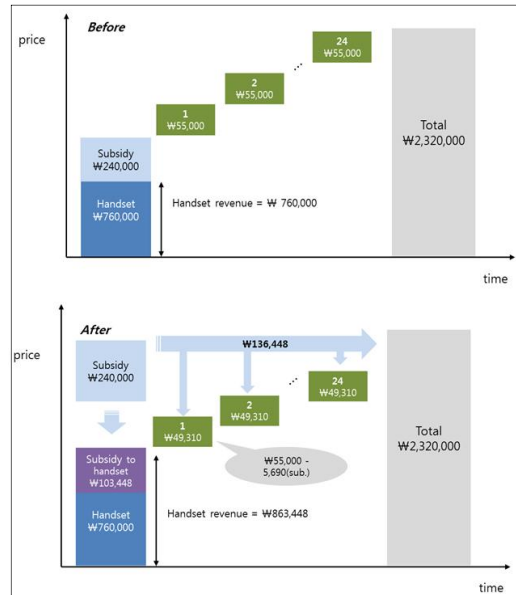 Before
price
24
₩55,000
2
₩55,000
1
₩55,000
Total
₩2,320,000
Subsidy
₩240,000
Handset
₩760,000
Handset revenue = ₩ 760,000
time
After
price
₩136,448
Subsidy
₩240,000
24
₩49,310
2
₩49,310
1
₩49,310
Total
₩2,320,000
Subsidy to
handset
₩103,448
₩55,000 -
5,690(sub.)
Handset
₩760,000
Handset revenue = ₩863,448
time